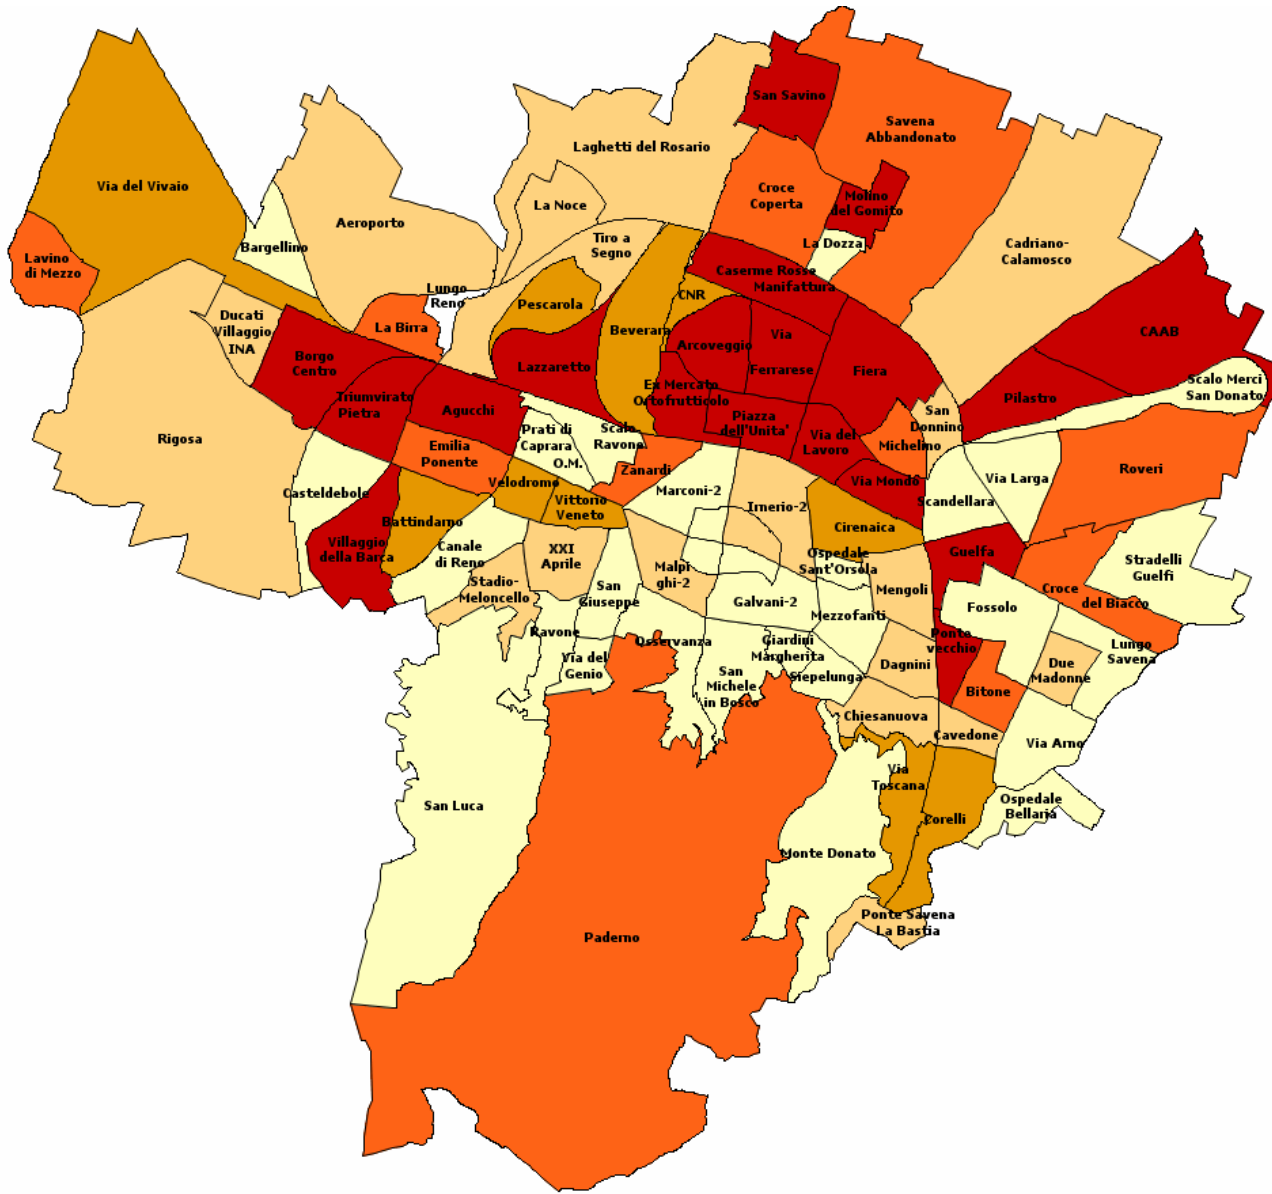 San Savino
Savena
Abbandonato
Laghetti del Rosario
Via del Vivaio
Croce
Coperta
Molino
del Gomito
La Noce
Aeroporto
Tiro a
Segno
Bargellino
La Dozza
Cadriano-
Calamosco
Lavino
di Mezzo
Caserme Rosse
Manifattura
Lungo
Reno
CNR
Pescarola
Ducati
Villaggio
INA
La Birra
Beverara
Arcoveggio
Via
Ferrarese
CAAB
Borgo
Centro
Lazzaretto
Fiera
Scalo Merci
San Donato
Triumvirato
Pietra
Agucchi
Ex Mercato
Ortofrutticolo
Pilastro
Piazza
dell'Unita'
San
Donnino
Rigosa
Prati di
Caprara
O.M.
Scalo
Ravone
Via del
Lavoro
Michelino
Emilia
Ponente
Zanardi
Roveri
Casteldebole
Velodromo
Marconi-2
Via Mondo
Via Larga
Vittorio
Veneto
Irnerio-2
Scandellara
Battindarno
Cirenaica
Villaggio
della Barca
Canale
di Reno
XXI
Aprile
Ospedale
Sant'Orsola
Guelfa
Stradelli
Guelfi
Malpi
ghi-2
Stadio-
Meloncello
San
Giuseppe
Mengoli
Croce
del Biacco
Galvani-2
Mezzofanti
Fossolo
Ravone
Osservanza
Giardini
Margherita
Ponte
vecchio
Lungo
Savena
Via del
Genio
San
Michele
in Bosco
Siepelunga
Dagnini
Due
Madonne
Bitone
Chiesanuova
Cavedone
Via Arno
Via
Toscana
San Luca
Corelli
Ospedale
Bellaria
Monte Donato
Ponte Savena
La Bastia
Paderno